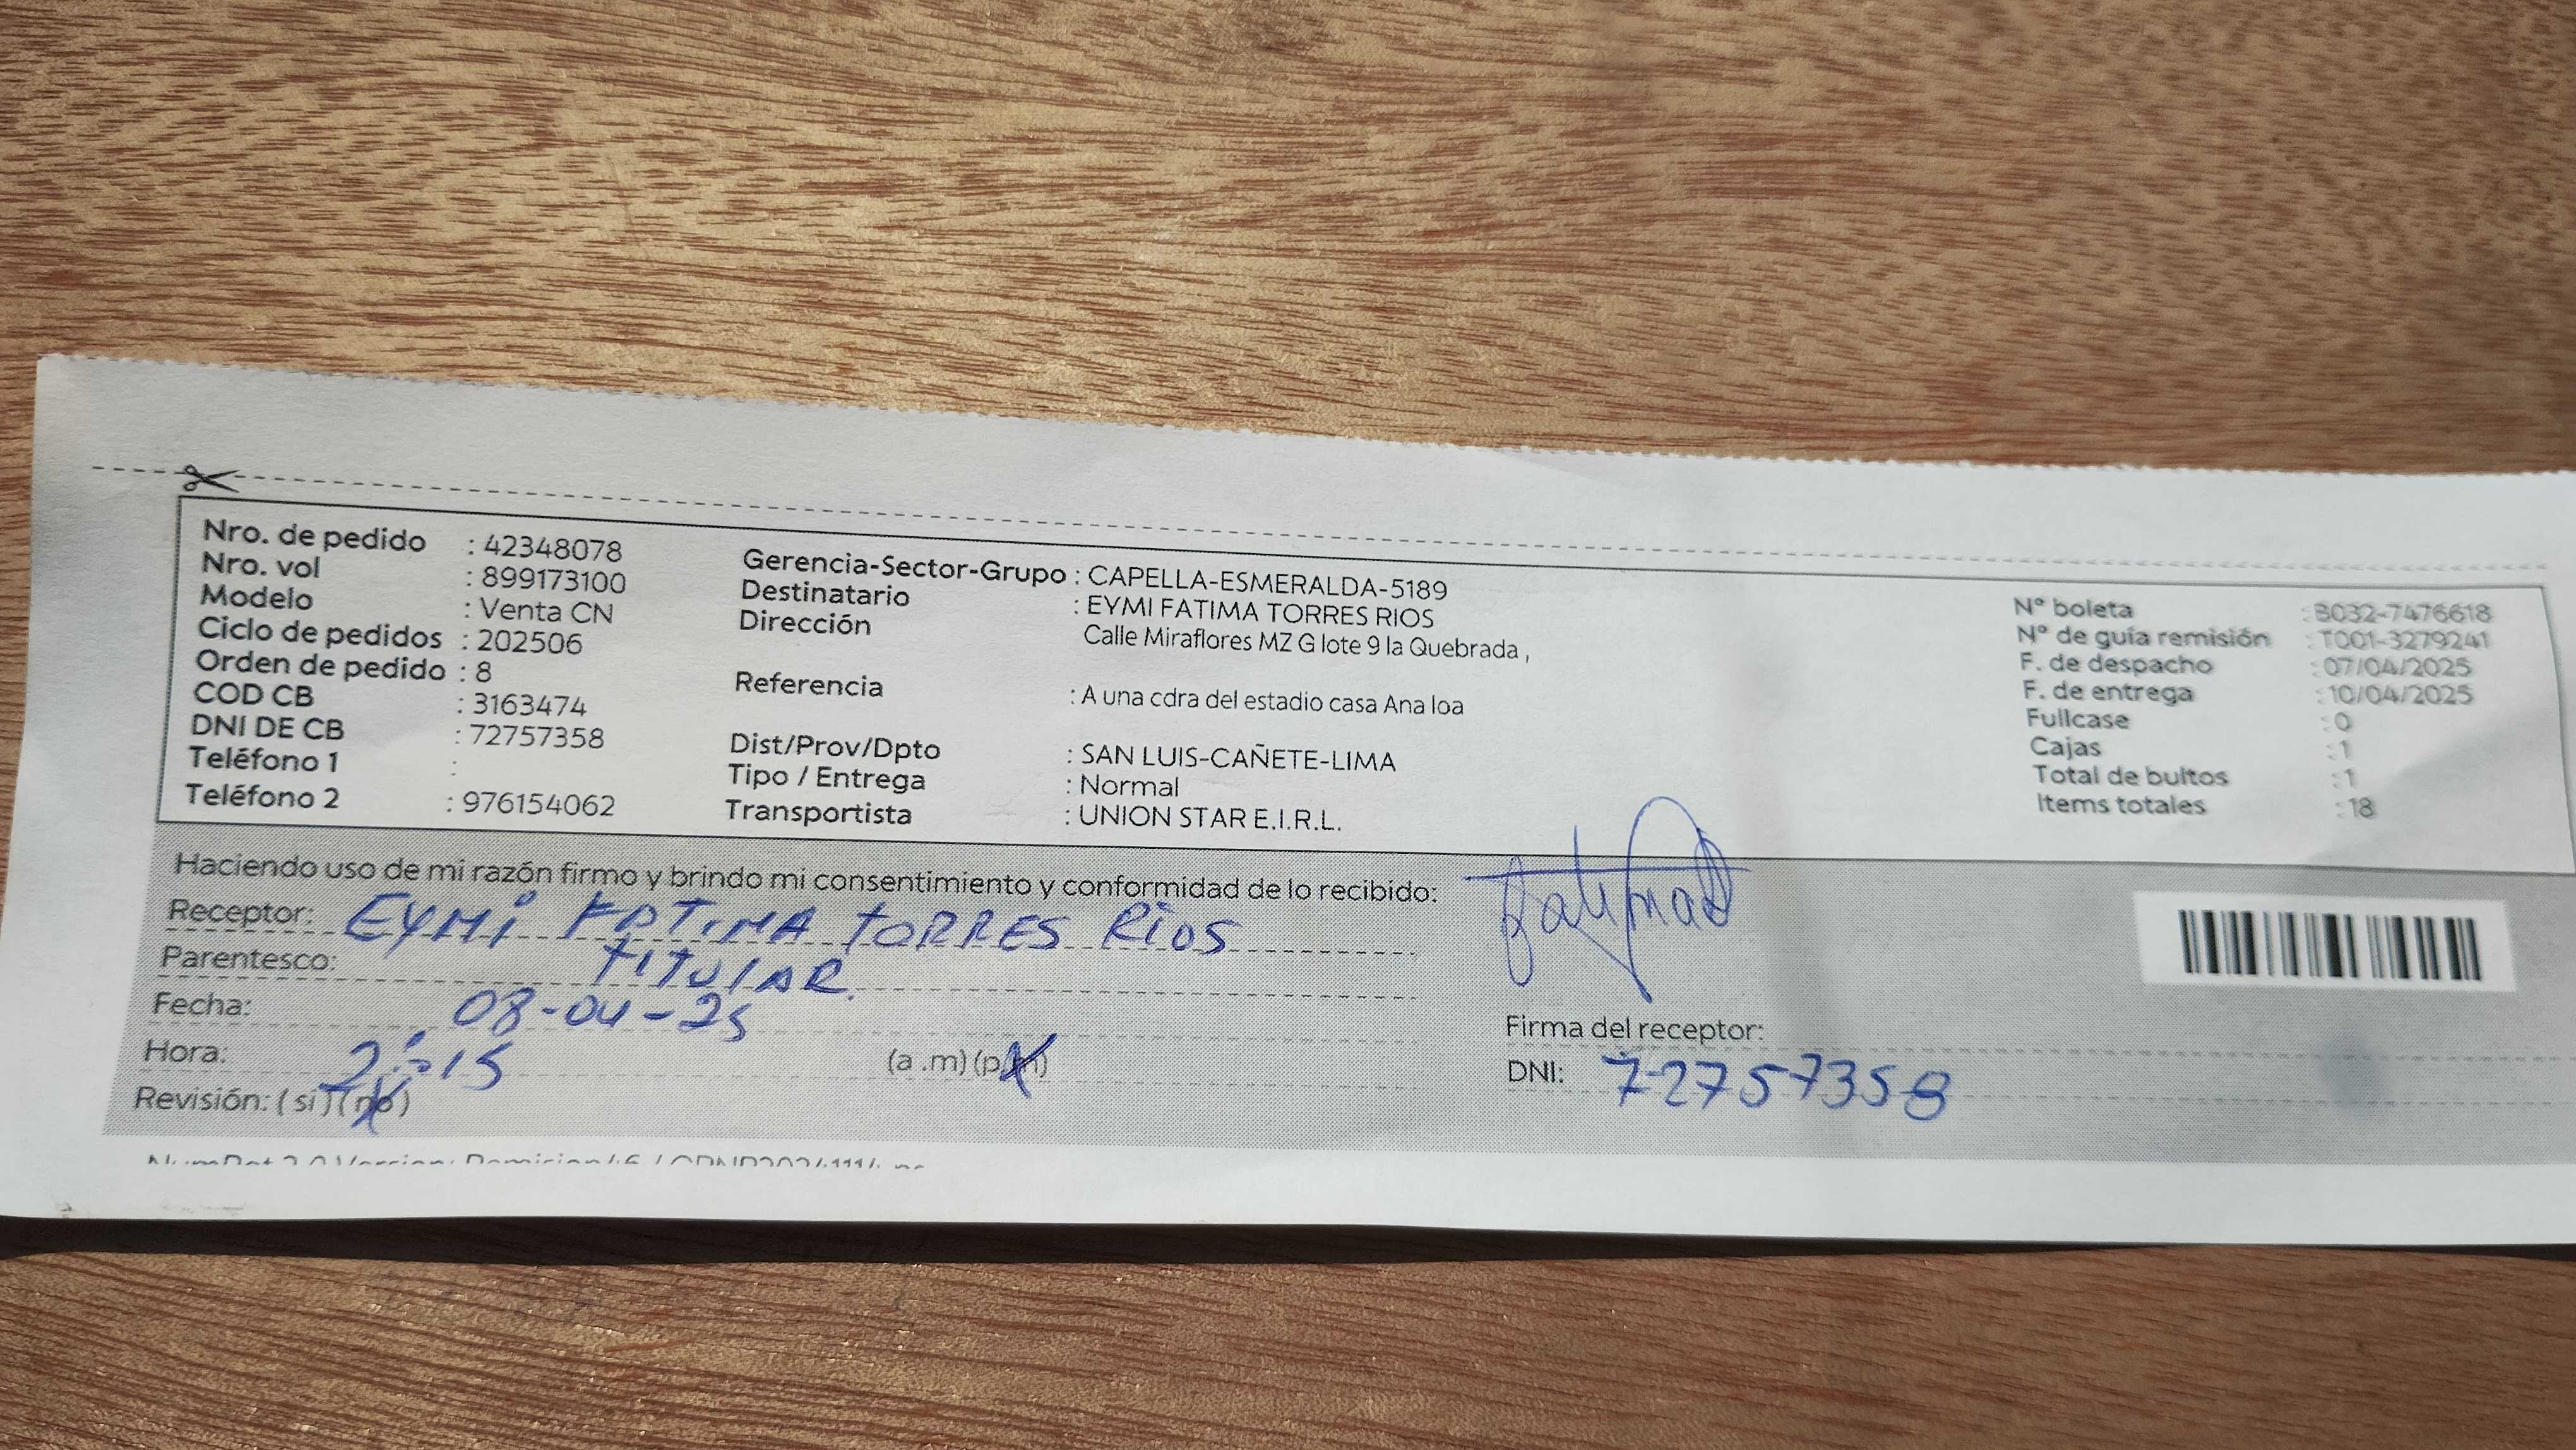 Nro. de pedido : 42348078
Nro. vol : 899173100
Modelo : Venta CN
Ciclo de pedidos : 202506
Orden de pedido : 8
COD CB : 3163474
DNI DE CB : 72757358
Teléfono 1 :
Teléfono 2 : 976154062
Gerencia-Sector-Grupo : CAPELLA-ESMERALDA-5189
Destinatario : EYMI FATIMA TORRES RIOS
Dirección Calle Miraflores MZ G lote 9 la Quebrada ,
Referencia : A una cdra del estadio casa Ana loa
Dist/Prov/Dpto : SAN LUIS-CAÑETE-LIMA
Tipo / Entrega : Normal
Transportista : UNION STAR E.I.R.L.
N° boleta : B032-7476618
N° de guía remisión : T001-3279241
F. de despacho : 07/04/2025
F. de entrega : 10/04/2025
Fullcase : 0
Cajas : 1
Total de bultos : 1
Items totales : 18
Haciendo uso de mi razón firmo y brindo mi consentimiento y conformidad de lo recibido:
Receptor: EYMi FATIMA TORRES RiOS
Parentesco: TITULAR
Fecha: 08-04-25
Hora: 2:15 (a .m) (p.m)
Revisión: ( si ) ( no )
Firma del receptor:
DNI: 72757358